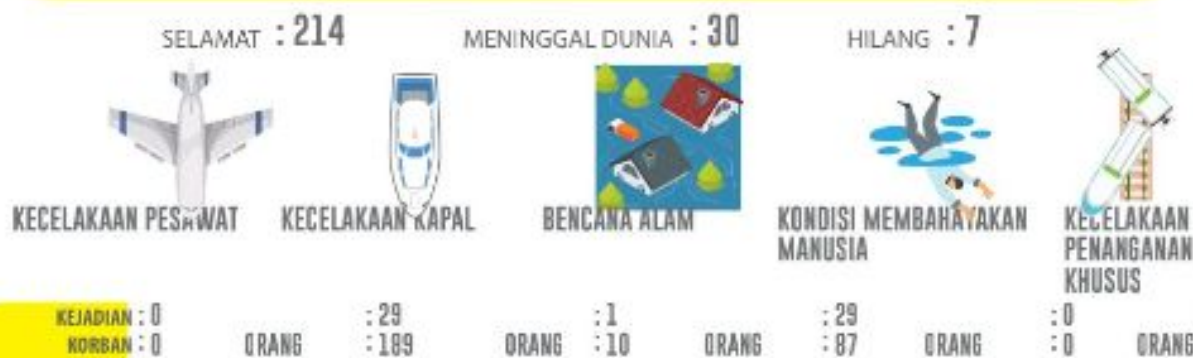 SELAMAT : 214 MENINGGAL DUNIA : 30 HILANG : 7
KECELAKAAN PESAWAT KECELAKAAN KAPAL BENCANA ALAM KONDISI MEMBAHAYAKAN MANUSIA KECELAKAAN PENANGANAN KHUSUS
KEJADIAN : 0 : 29 : 1 : 29 : 0
KORBAN : 0 ORANG : 189 ORANG : 10 ORANG : 87 ORANG : 0 ORANG